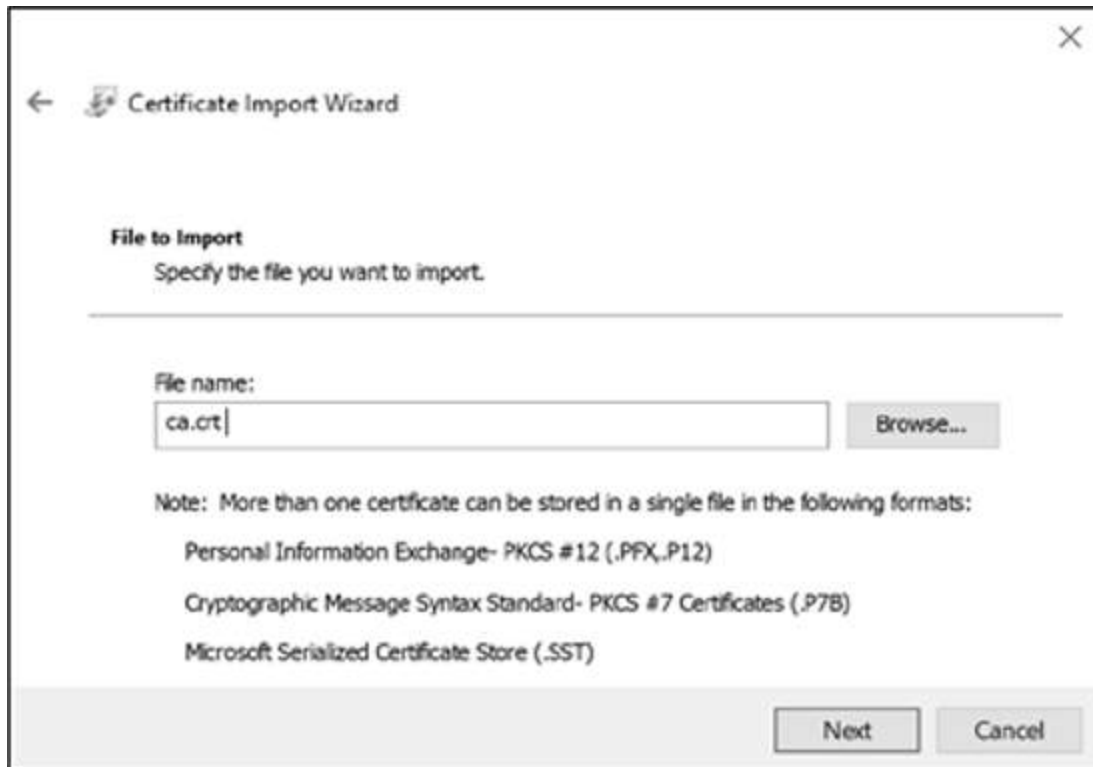 Certificate Import Wizard
File to Import
Specify the file you want to import.
File name:
ca.crt
Browse...
Note: More than one certificate can be stored in a single file in the following formats:
Personal Information Exchange- PKCS #12 (.PFX,.P12)
Cryptographic Message Syntax Standard- PKCS #7 Certificates (.P7B)
Microsoft Serialized Certificate Store (.SST)
Next
Cancel